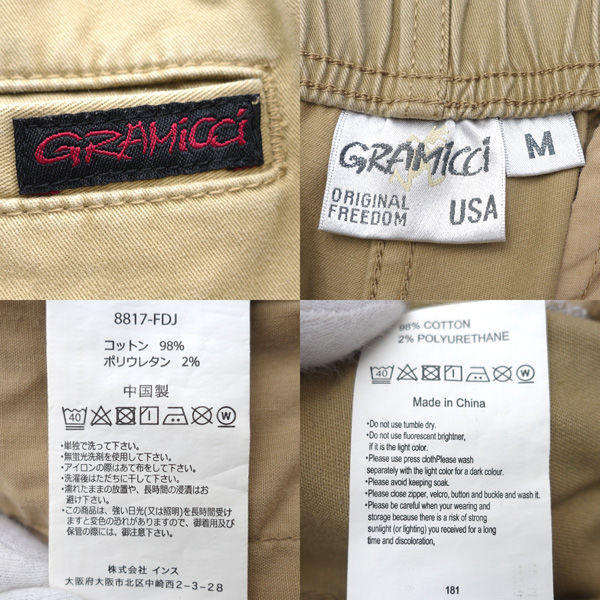 GRAMicci
GRAMicci
M
ORIGINAL
FREEDOM
USA
8817-FDJ
コットン 98%
ポリウレタン 2%
中国製
40
W
・単独で洗って下さい。
・無蛍光洗剤を使用して下さい。
・アイロンの際はあて布をして下さい。
・洗濯後はただちに干して下さい。
・濡れたままの放置や、長時間の浸漬はお
避け下さい。
・この商品は、強い日光(又は照明)を長時間受け
ますと変色の恐れがありますので、御着用及び
保管の際には、御注意下さい。
株式会社 インス
大阪府大阪市北区中崎西2-3-28
98% COTTON
2% POLYURETHANE
40
W
Made in China
•Do not use tumble dry.
•Do not use fluorescent brightner,
if it is the light color.
•Please use press clothPlease wash
separately with the light color for a dark colour.
•Please avoid keeping soak.
•Please close zipper, velcro, button and buckle and wash it.
•Please be careful when your wearing and
storage because there is a risk of strong
sunlight (or lighting) you received for a long
time and discoloration,
181